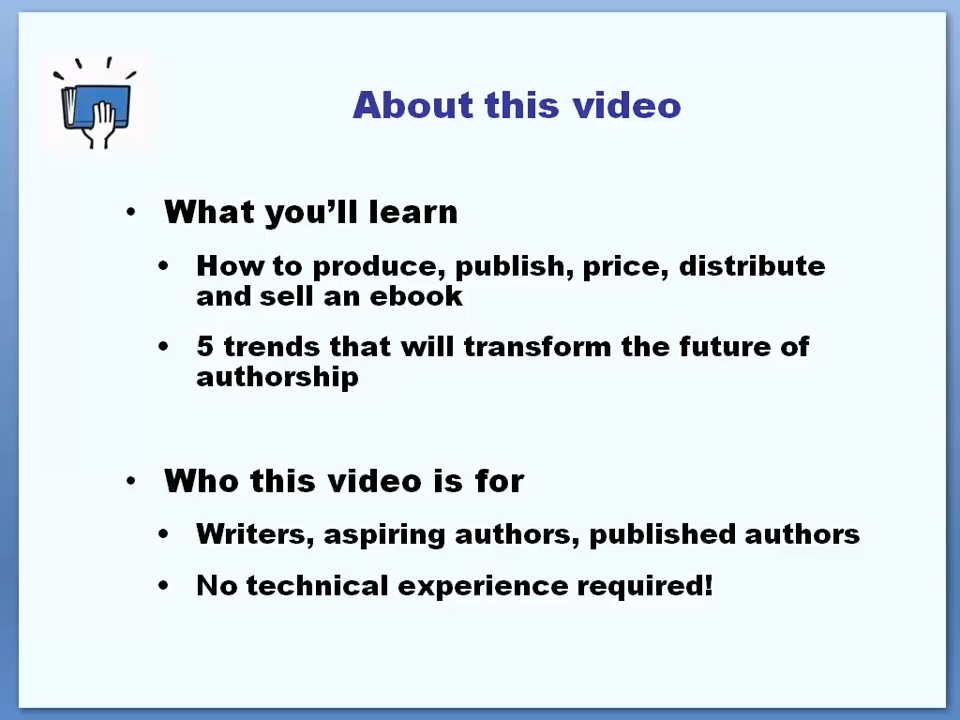 About this video
• What you’ll learn
• How to produce, publish, price, distribute
and sell an ebook
• 5 trends that will transform the future of
authorship
• Who this video is for
• Writers, aspiring authors, published authors
• No technical experience required!